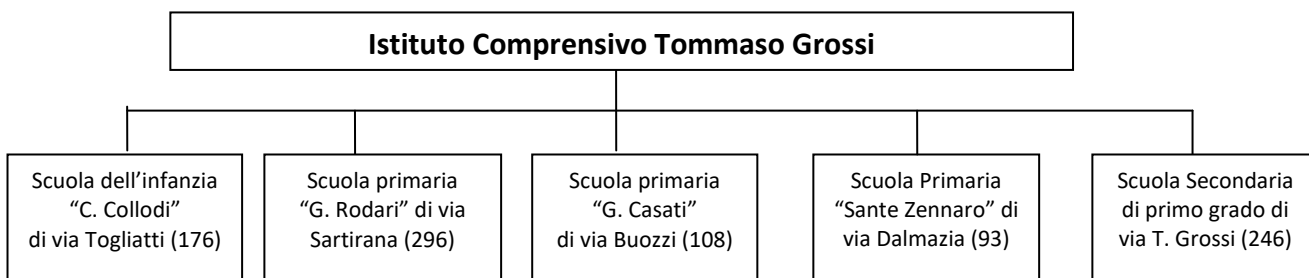 Istituto Comprensivo Tommaso Grossi
Scuola dell’infanzia
“C. Collodi”
di via Togliatti (176)
Scuola primaria
“G. Rodari” di via
Sartirana (296)
Scuola primaria
“G. Casati”
di via Buozzi (108)
Scuola Primaria
“Sante Zennaro” di
via Dalmazia (93)
Scuola Secondaria
di primo grado di
via T. Grossi (246)